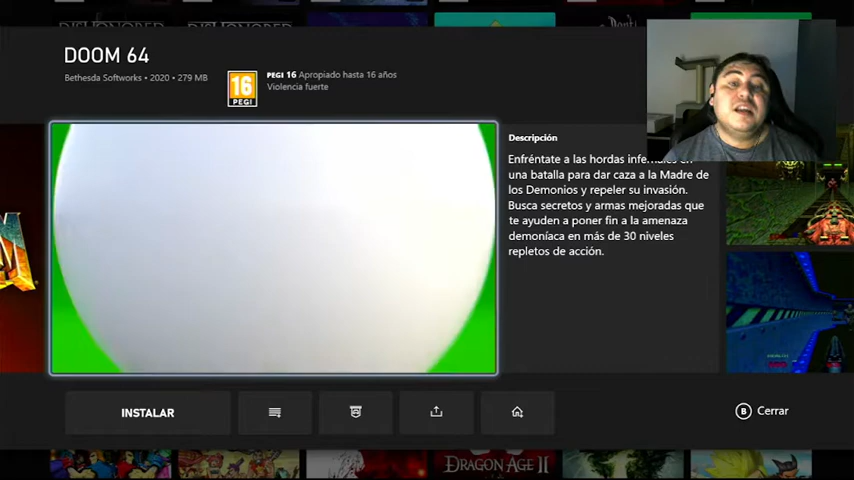 DISHONORED
DISHONORED
DOOM 64
Bethesda Softworks • 2020 • 279 MB
16
PEGI
PEGI 16 Apropiado hasta 16 años
Violencia fuerte
Descripción
Enfréntate a las hordas infernales en
una batalla para dar caza a la Madre de
los Demonios y repeler su invasión.
Busca secretos y armas mejoradas que
te ayuden a poner fin a la amenaza
demoníaca en más de 30 niveles
repletos de acción.
INSTALAR
B Cerrar
DRAGON AGE II